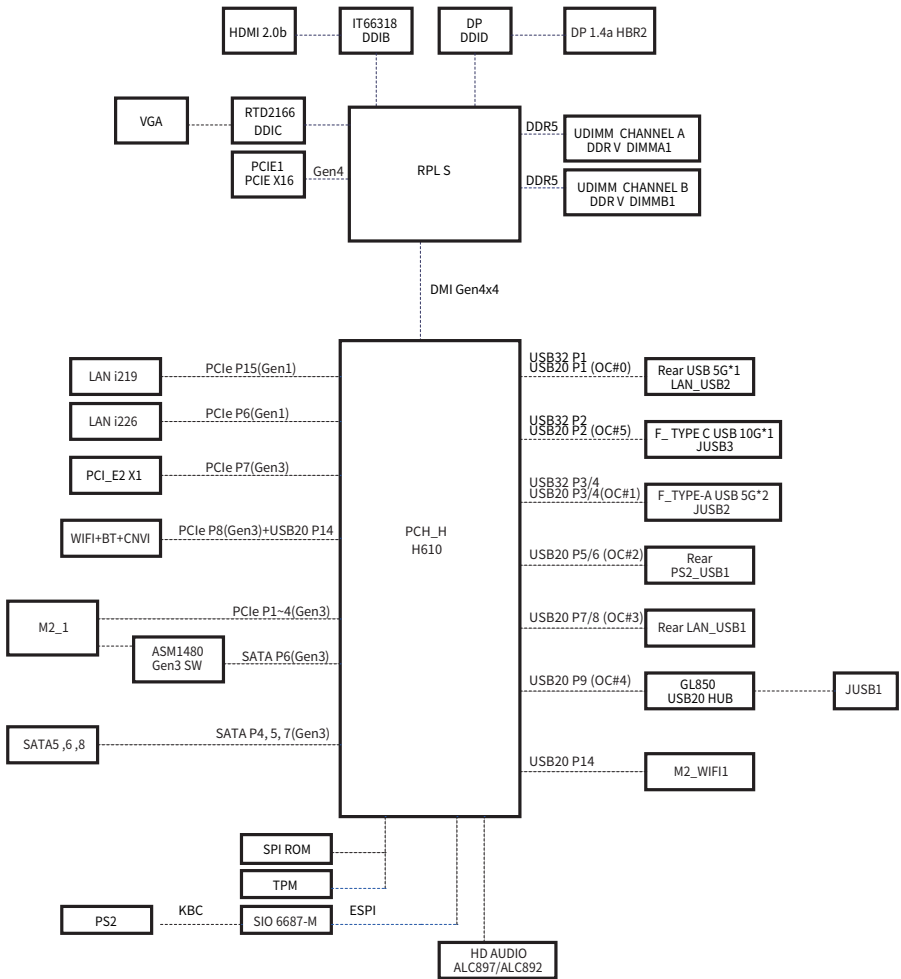 HDMI 2.0b
IT66318
DDIB
DP
DDID
DP 1.4a HBR2
VGA
RTD2166
DDIC
PCIE1
PCIE X16
Gen4
RPL S
DDR5
UDIMM CHANNEL A
DDR V DIMMA1
DDR5
UDIMM CHANNEL B
DDR V DIMMB1
DMI Gen4x4
LAN i219
PCIe P15(Gen1)
LAN i226
PCIe P6(Gen1)
PCI_E2 X1
PCIe P7(Gen3)
WIFI+BT+CNVI
PCIe P8(Gen3)+USB20 P14
M2_1
PCIe P1~4(Gen3)
ASM1480
Gen3 SW
SATA P6(Gen3)
SATA5 ,6 ,8
SATA P4, 5, 7(Gen3)
PCH_H
H610
USB32 P1
USB20 P1 (OC#0)
Rear USB 5G*1
LAN_USB2
USB32 P2
USB20 P2 (OC#5)
F_ TYPE C USB 10G*1
JUSB3
USB32 P3/4
USB20 P3/4(OC#1)
F_TYPE-A USB 5G*2
JUSB2
USB20 P5/6 (OC#2)
Rear
PS2_USB1
USB20 P7/8 (OC#3)
Rear LAN_USB1
USB20 P9 (OC#4)
GL850
USB20 HUB
JUSB1
USB20 P14
M2_WIFI1
SPI ROM
TPM
PS2
KBC
SIO 6687-M
ESPI
HD AUDIO
ALC897/ALC892